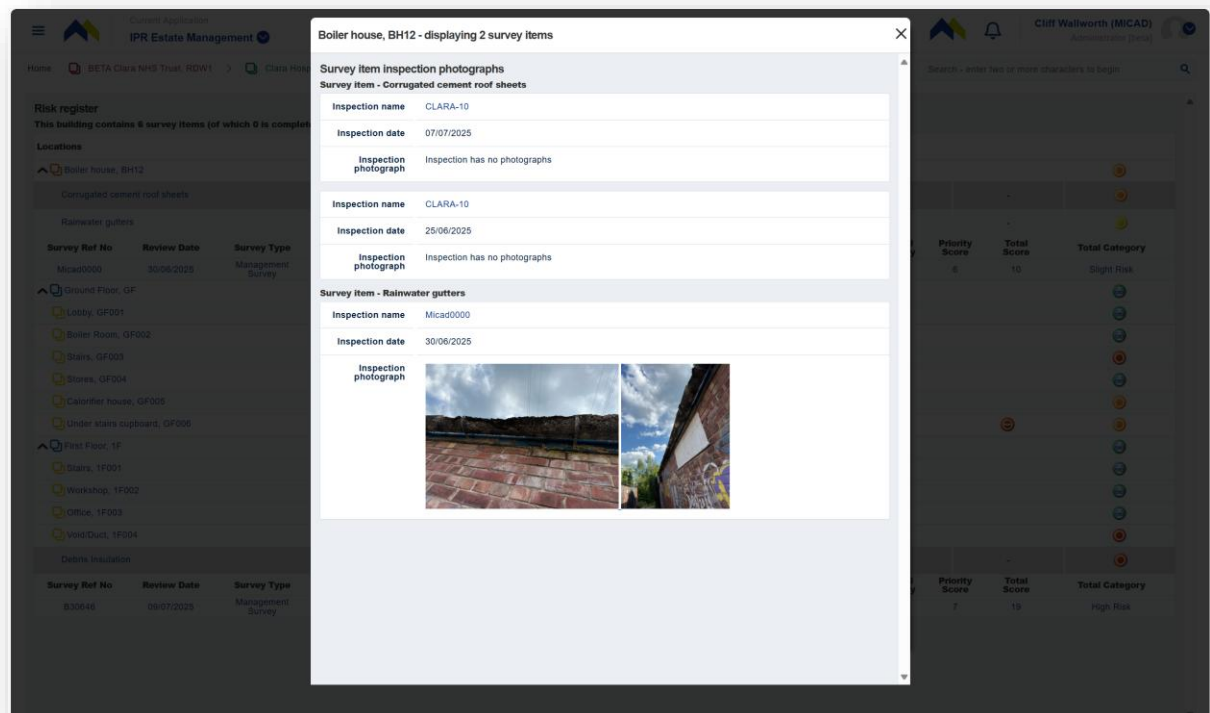 Current Application
IPR Estate Management
Cliff Wallworth (MICAD)
Administrator [beta]
Home
BETA Clara NHS Trust, RDW1 > Clara Hosp
Search - enter two or more characters to begin
Boiler house, BH12 - displaying 2 survey items
Survey item inspection photographs
Survey item - Corrugated cement roof sheets
Inspection name CLARA-10
Inspection date 07/07/2025
Inspection photograph Inspection has no photographs
Inspection name CLARA-10
Inspection date 25/06/2025
Inspection photograph Inspection has no photographs
Survey item - Rainwater gutters
Inspection name Micad0000
Inspection date 30/06/2025
Inspection photograph
Risk register
This building contains 6 survey items (of which 0 is complet
Locations
Boiler house, BH12
Corrugated cement roof sheets -
Rainwater gutters -
Survey Ref No Review Date Survey Type Priority Score Total Score Total Category
Micad0000 30/06/2025 Management Survey 6 10 Slight Risk
Ground Floor, GF
Lobby, GF001
Boiler Room, GF002
Stairs, GF003
Stores, GF004
Calorifier house, GF005
Under stairs cupboard, GF006
First Floor, 1F
Stairs, 1F001
Workshop, 1F002
Office, 1F003
Void/Duct, 1F004
Debris Insulation -
Survey Ref No Review Date Survey Type Priority Score Total Score Total Category
B30646 09/07/2025 Management Survey 7 19 High Risk